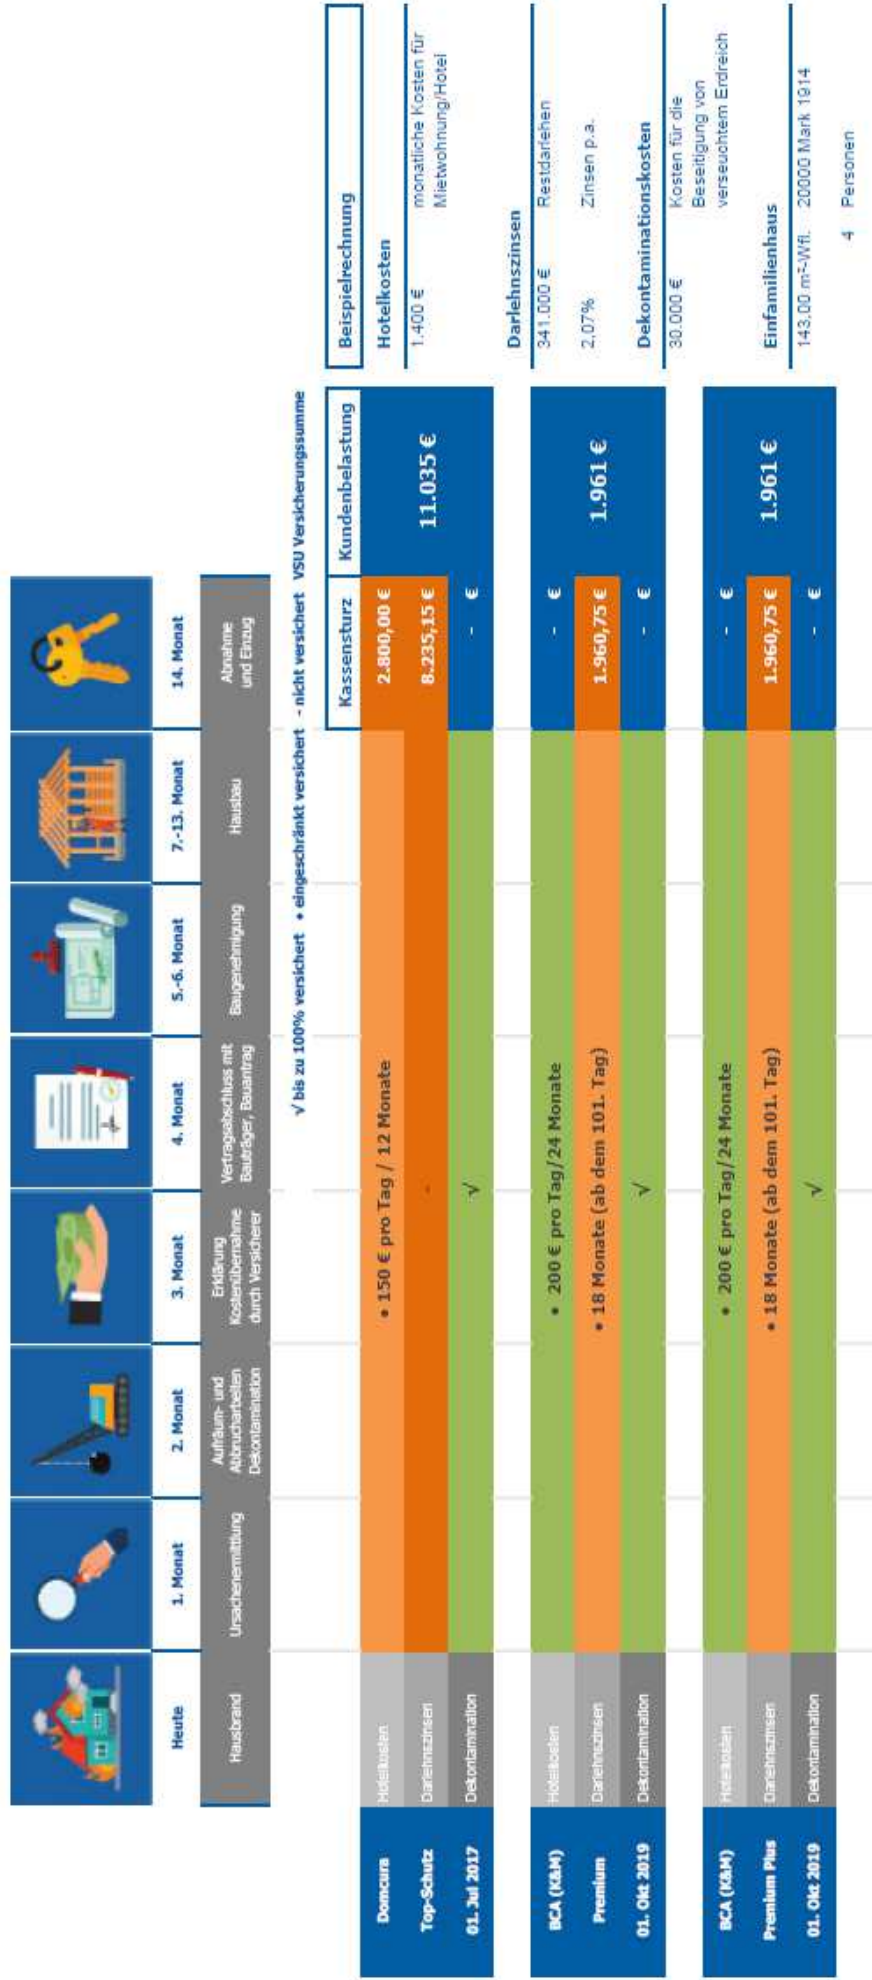 Heute
1. Monat
2. Monat
3. Monat
4. Monat
5.-6. Monat
7.-13. Monat
14. Monat
Hausbrand
Ursachenermittlung
Aufräum- und
Abbrucharbeiten
Dekontamination
Erklärung
Kostenübernahme
durch Versicherer
Vertragsabschluss mit
Bauträger, Bauantrag
Baugenehmigung
Hausbau
Abnahme
und Einzug
√ bis zu 100% versichert • eingeschränkt versichert - nicht versichert VSU Versicherungssumme
Kassensturz
Kundenbelastung
Domcura
Top-Schutz
01. Jul 2017
Hotelkosten
• 150 € pro Tag / 12 Monate
2.800,00 €
Darlehnszinsen
-
8.235,15 €
11.035 €
Dekontamination
√
- €
BCA (K&M)
Premium
01. Okt 2019
Hotelkosten
• 200 € pro Tag/24 Monate
- €
Darlehnszinsen
• 18 Monate (ab dem 101. Tag)
1.960,75 €
1.961 €
Dekontamination
√
- €
BCA (K&M)
Premium Plus
01. Okt 2019
Hotelkosten
• 200 € pro Tag/24 Monate
- €
Darlehnszinsen
• 18 Monate (ab dem 101. Tag)
1.960,75 €
1.961 €
Dekontamination
√
- €
Beispielrechnung
Hotelkosten
1.400 € monatliche Kosten für
Mietwohnung/Hotel
Darlehnszinsen
341.000 € Restdarlehen
2,07% Zinsen p.a.
Dekontaminationskosten
30.000 € Kosten für die
Beseitigung von
verseuchtem Erdreich
Einfamilienhaus
143,00 m²-Wfl. 20000 Mark 1914
4 Personen